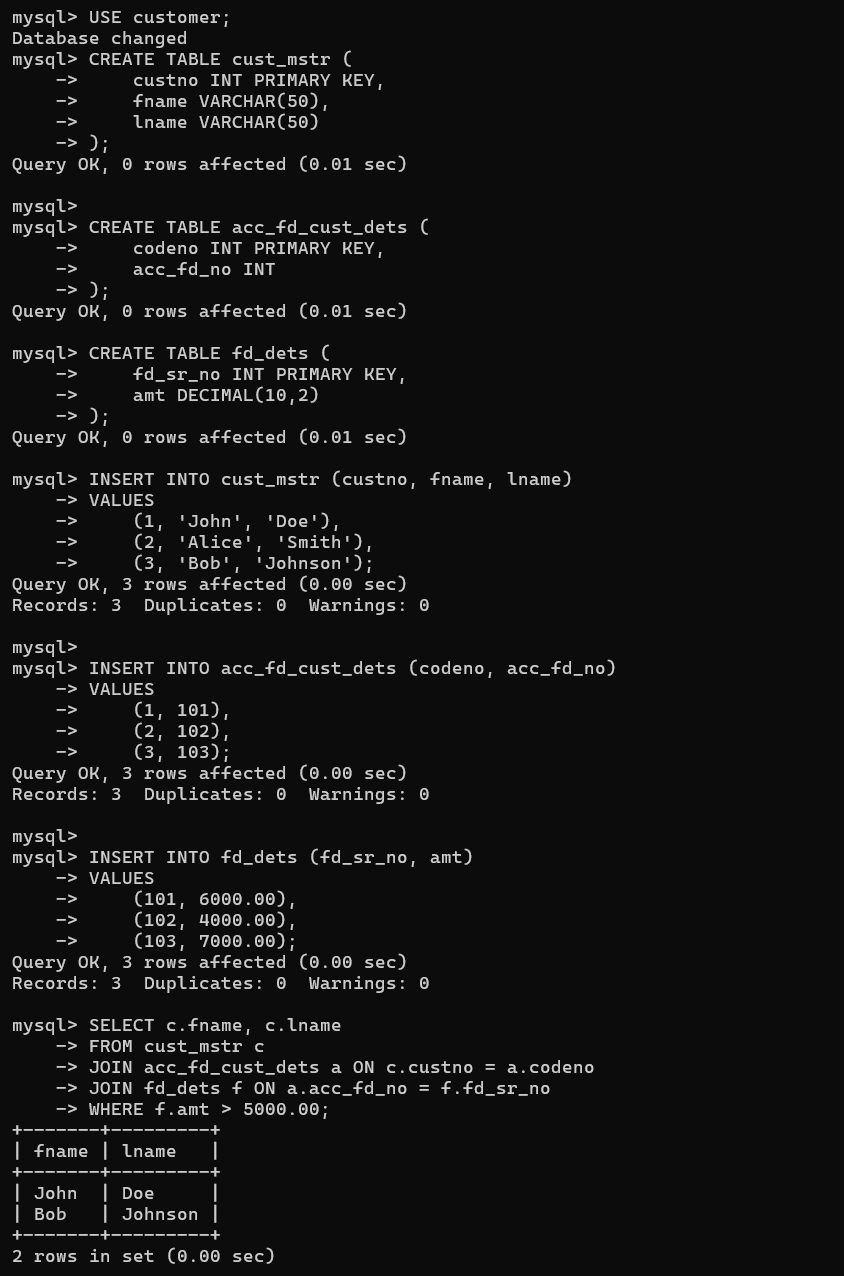 mysql> USE customer;
Database changed
mysql> CREATE TABLE cust_mstr (
    ->     custno INT PRIMARY KEY,
    ->     fname VARCHAR(50),
    ->     lname VARCHAR(50)
    -> );
Query OK, 0 rows affected (0.01 sec)

mysql>
mysql> CREATE TABLE acc_fd_cust_dets (
    ->     codeno INT PRIMARY KEY,
    ->     acc_fd_no INT
    -> );
Query OK, 0 rows affected (0.01 sec)

mysql> CREATE TABLE fd_dets (
    ->     fd_sr_no INT PRIMARY KEY,
    ->     amt DECIMAL(10,2)
    -> );
Query OK, 0 rows affected (0.01 sec)

mysql> INSERT INTO cust_mstr (custno, fname, lname)
    -> VALUES
    ->     (1, 'John', 'Doe'),
    ->     (2, 'Alice', 'Smith'),
    ->     (3, 'Bob', 'Johnson');
Query OK, 3 rows affected (0.00 sec)
Records: 3  Duplicates: 0  Warnings: 0

mysql>
mysql> INSERT INTO acc_fd_cust_dets (codeno, acc_fd_no)
    -> VALUES
    ->     (1, 101),
    ->     (2, 102),
    ->     (3, 103);
Query OK, 3 rows affected (0.00 sec)
Records: 3  Duplicates: 0  Warnings: 0

mysql>
mysql> INSERT INTO fd_dets (fd_sr_no, amt)
    -> VALUES
    ->     (101, 6000.00),
    ->     (102, 4000.00),
    ->     (103, 7000.00);
Query OK, 3 rows affected (0.00 sec)
Records: 3  Duplicates: 0  Warnings: 0

mysql> SELECT c.fname, c.lname
    -> FROM cust_mstr c
    -> JOIN acc_fd_cust_dets a ON c.custno = a.codeno
    -> JOIN fd_dets f ON a.acc_fd_no = f.fd_sr_no
    -> WHERE f.amt > 5000.00;
+-------+---------+
| fname | lname   |
+-------+---------+
| John  | Doe     |
| Bob   | Johnson |
+-------+---------+
2 rows in set (0.00 sec)